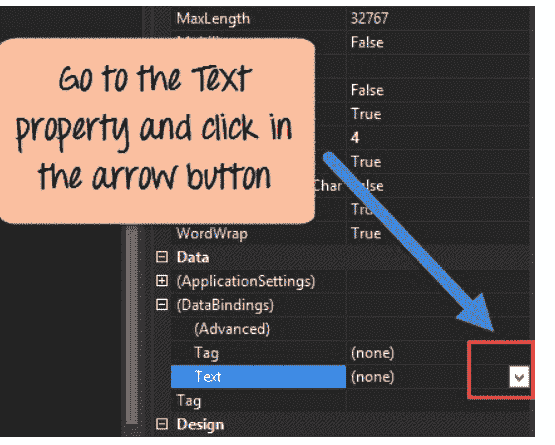 MaxLength 32767
False
Go to the Text
property and click in
the arrow button
False
True
4
True
Char False
WordWrap True
Data
(ApplicationSettings)
(DataBindings)
(Advanced)
Tag (none)
Text (none)
Tag
Design